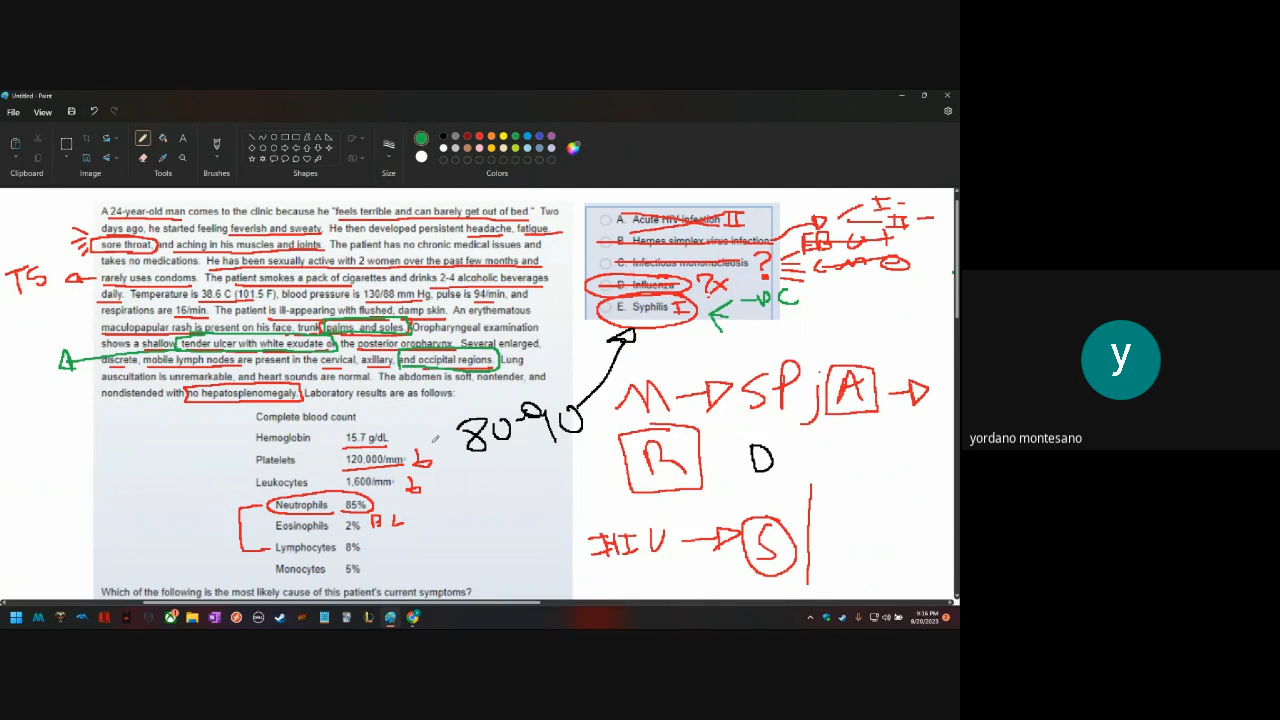 Untitled - Paint
File View
Clipboard Image Tools Brushes Shapes Size Colors
A 24-year-old man comes to the clinic because he "feels terrible and can barely get out of bed." Two
days ago, he started feeling feverish and sweaty. He then developed persistent headache, fatigue,
sore throat, and aching in his muscles and joints. The patient has no chronic medical issues and
takes no medications. He has been sexually active with 2 women over the past few months and
rarely uses condoms. The patient smokes a pack of cigarettes and drinks 2-4 alcoholic beverages
daily. Temperature is 38.6 C (101.5 F), blood pressure is 130/88 mm Hg, pulse is 94/min, and
respirations are 16/min. The patient is ill-appearing with flushed, damp skin. An erythematous
maculopapular rash is present on his face, trunk, palms, and soles. Oropharyngeal examination
shows a shallow, tender ulcer with white exudate on the posterior oropharynx. Several enlarged,
discrete, mobile lymph nodes are present in the cervical, axillary, and occipital regions. Lung
auscultation is unremarkable, and heart sounds are normal. The abdomen is soft, nontender, and
nondistended with no hepatosplenomegaly. Laboratory results are as follows:
Complete blood count
Hemoglobin 15.7 g/dL
Platelets 120,000/mm³
Leukocytes 1,600/mm³
Neutrophils 85%
Eosinophils 2%
Lymphocytes 8%
Monocytes 5%
Which of the following is the most likely cause of this patient's current symptoms?
A. Acute HIV infection II
B. Herpes simplex virus infection
C. Infectious mononucleosis ?
D. Influenza ?x
E. Syphilis I
I -
II -
EB
C
TS
80-90
M SP A
R D
HIV S
B L
y
yordano montesano
9:16 PM
9/20/2023